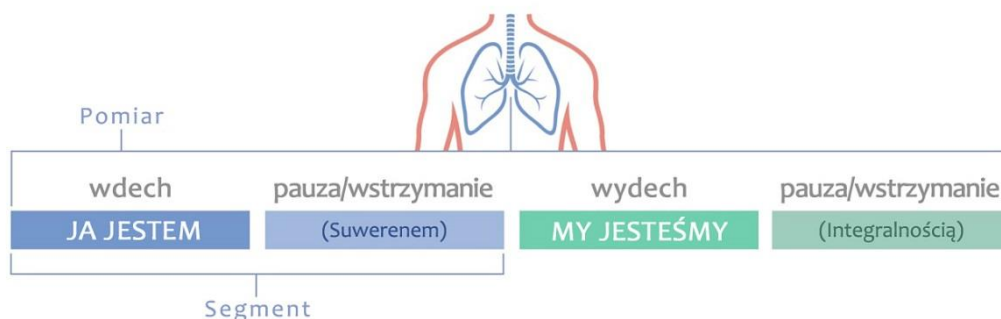 Pomiar
wdech pauza/wstrzymanie wydech pauza/wstrzymanie
JA JESTEM (Suwerenem) MY JESTEŚMY (Integralnością)
Segment